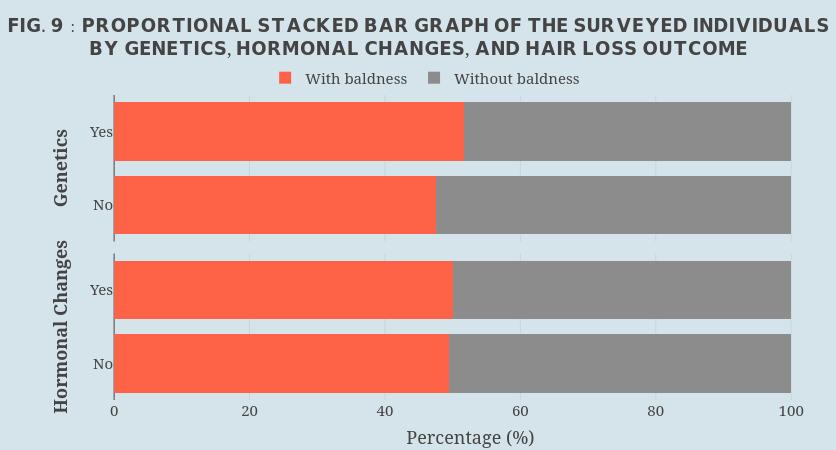 FIG. 9 : PROPORTIONAL STACKED BAR GRAPH OF THE SURVEYED INDIVIDUALS
BY GENETICS, HORMONAL CHANGES, AND HAIR LOSS OUTCOME
With baldness Without baldness
Genetics
Yes
No
Hormonal Changes
Yes
No
0 20 40 60 80 100
Percentage (%)